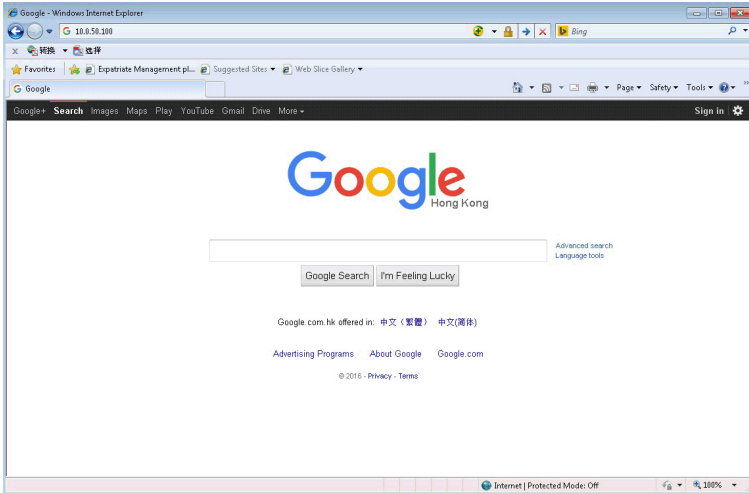 Google - Windows Internet Explorer
10.0.50.100
Bing
x 转换 选择
Favorites Expatriate Management pl... Suggested Sites Web Slice Gallery
Google
Page Safety Tools
Google+ Search Images Maps Play YouTube Gmail Drive More
Sign in
Google
Hong Kong
Advanced search
Language tools
Google Search I'm Feeling Lucky
Google.com.hk offered in: 中文（繁體） 中文(简体)
Advertising Programs About Google Google.com
© 2016 - Privacy - Terms
Internet | Protected Mode: Off 100%